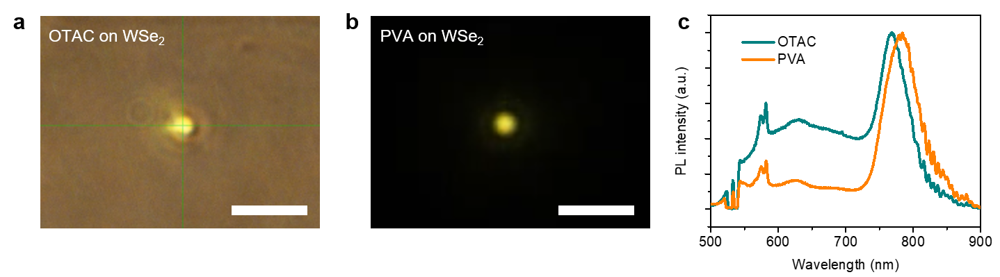 a
OTAC on WSe₂
b
PVA on WSe₂
c
OTAC
PVA
PL intensity (a.u.)
500 600 700 800 900
Wavelength (nm)